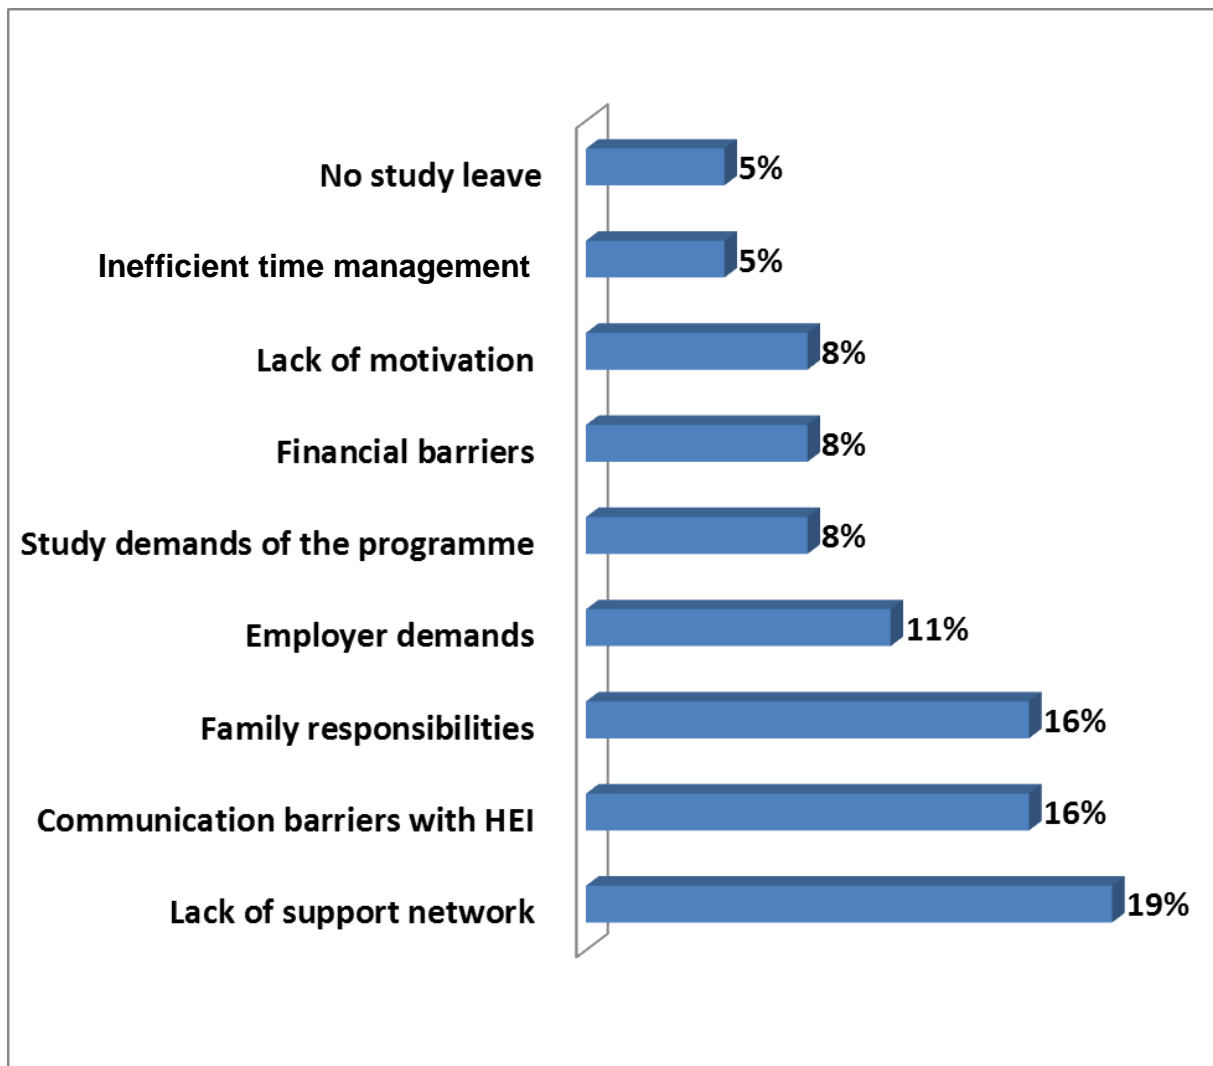 No study leave 5%
Inefficient time management 5%
Lack of motivation 8%
Financial barriers 8%
Study demands of the programme 8%
Employer demands 11%
Family responsibilities 16%
Communication barriers with HEI 16%
Lack of support network 19%